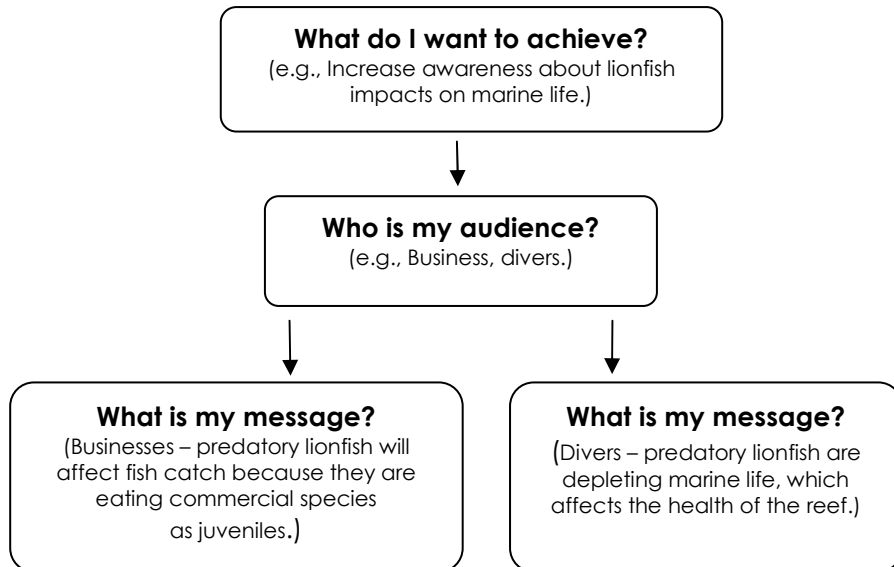 What do I want to achieve?
(e.g., Increase awareness about lionfish
impacts on marine life.)
Who is my audience?
(e.g., Business, divers.)
What is my message?
(Businesses – predatory lionfish will
affect fish catch because they are
eating commercial species
as juveniles.)
What is my message?
(Divers – predatory lionfish are
depleting marine life, which
affects the health of the reef.)